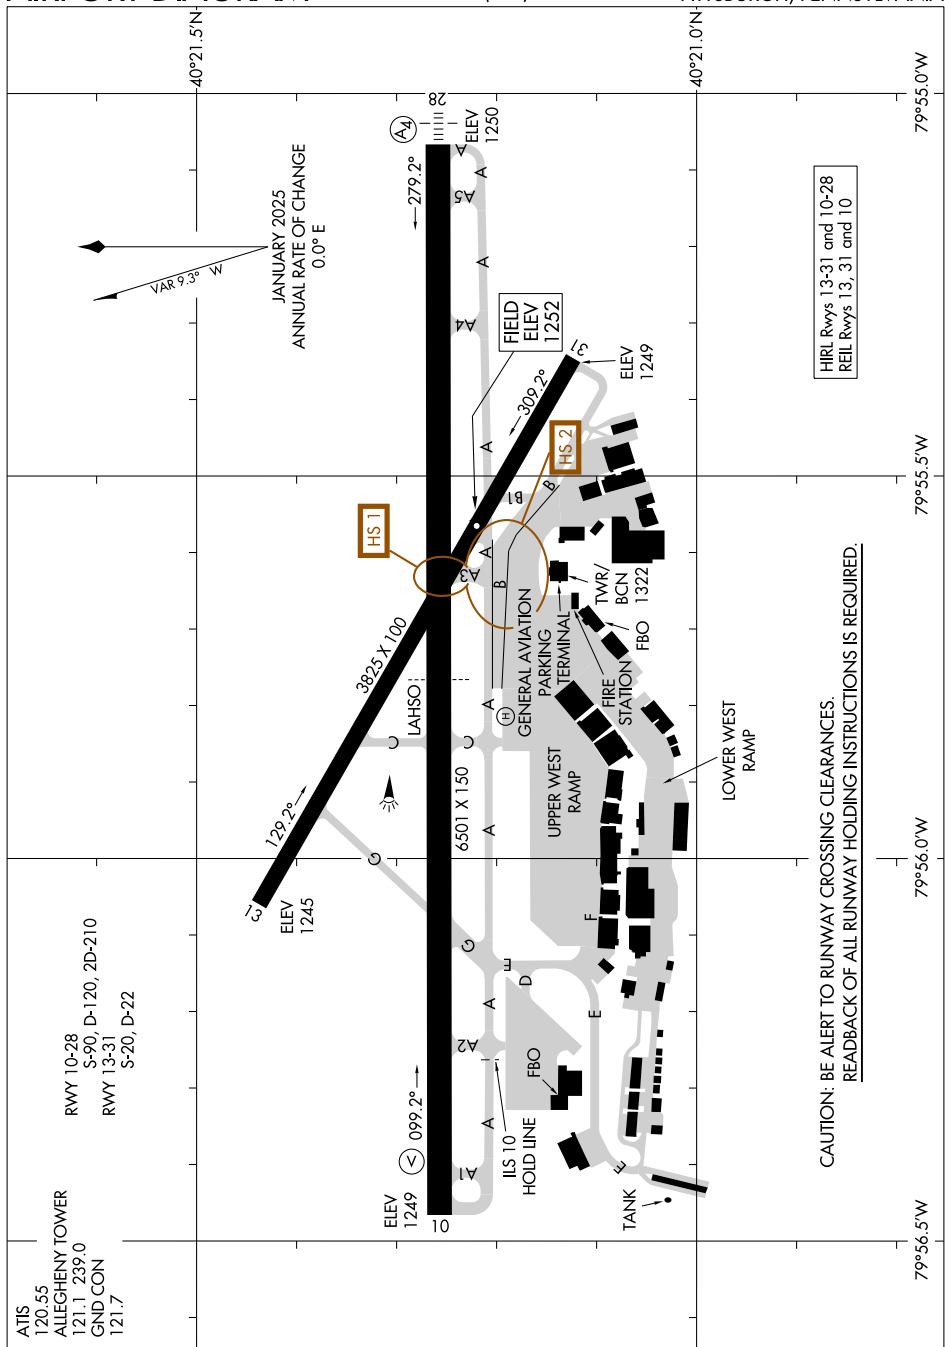 ATIS
120.55
ALLEGHENY TOWER
121.1 239.0
GND CON
121.7
RWY 10-28
S-90, D-120, 2D-210
RWY 13-31
S-20, D-22
VAR 9.3° W
JANUARY 2025
ANNUAL RATE OF CHANGE
0.0° E
40°21.5'N
40°21.0'N
79°55.0'W
79°55.5'W
79°56.0'W
79°56.5'W
13
ELEV
1245
129.2°
3825 X 100
309.2°
31
ELEV
1249
10
ELEV
1249
099.2°
V
6501 X 150
279.2°
28
A4
ELEV
1250
LAHSO
HS 1
HS 2
FIELD
ELEV
1252
A
A
A5
A
A4
A
B1
B
A
A3
B
A
C
C
A
G
G
E
D
A
A2
A
A1
E
E
F
H
GENERAL AVIATION
PARKING
TERMINAL
TWR/
BCN
1322
FIRE
STATION
FBO
UPPER WEST
RAMP
LOWER WEST
RAMP
FBO
ILS 10
HOLD LINE
TANK
HIRL Rwys 13-31 and 10-28
REIL Rwys 13, 31 and 10
CAUTION: BE ALERT TO RUNWAY CROSSING CLEARANCES.
READBACK OF ALL RUNWAY HOLDING INSTRUCTIONS IS REQUIRED.